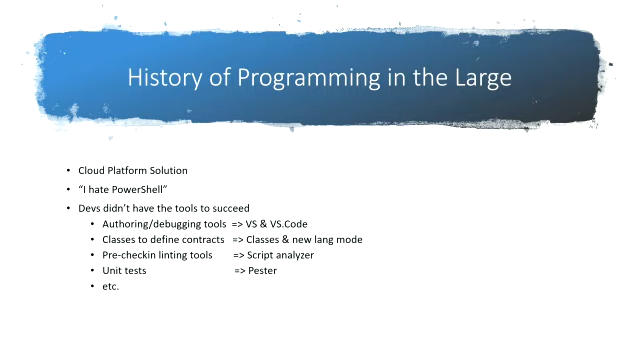 History of Programming in the Large
• Cloud Platform Solution
• “I hate PowerShell”
• Devs didn’t have the tools to succeed
• Authoring/debugging tools => VS & VS.Code
• Classes to define contracts => Classes & new lang mode
• Pre-checkin linting tools => Script analyzer
• Unit tests => Pester
• etc.